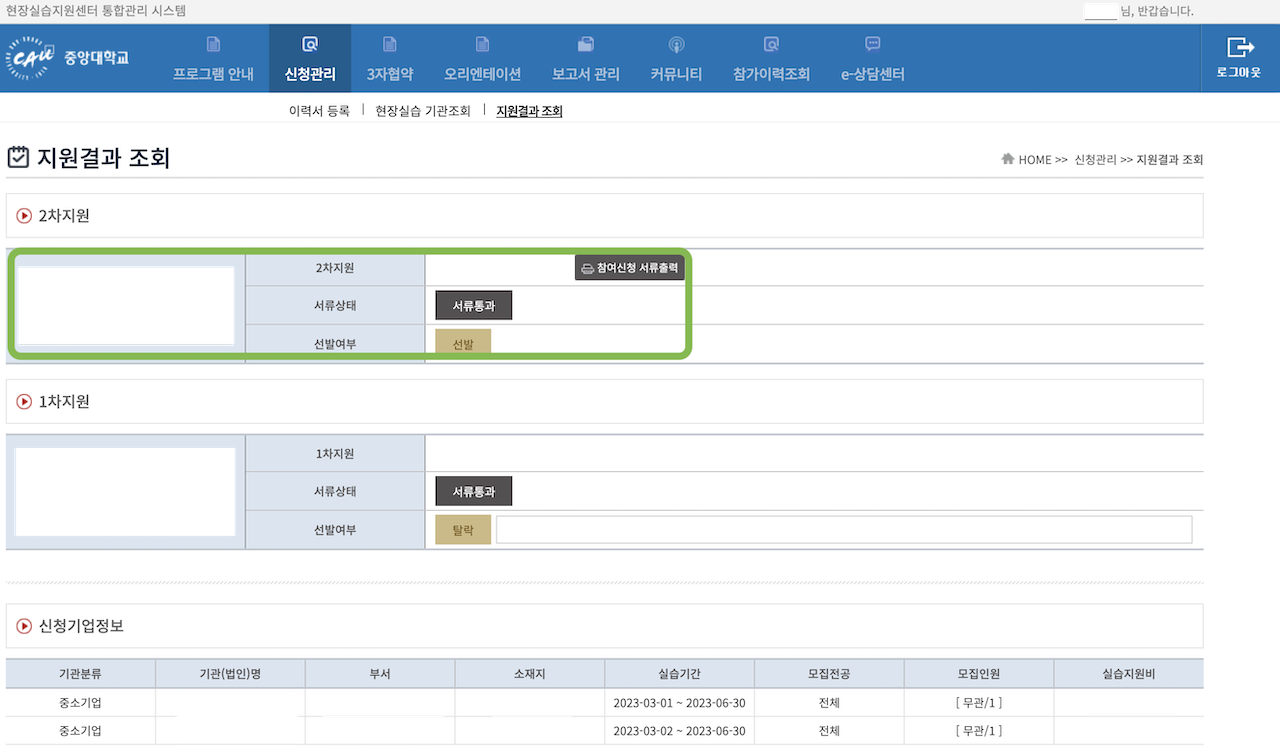 현장실습지원센터 통합관리 시스템
님, 반갑습니다.
CAU 중앙대학교
프로그램 안내 신청관리 3자협약 오리엔테이션 보고서 관리 커뮤니티 참가이력조회 e-상담센터 로그아웃
이력서 등록 | 현장실습 기관조회 | 지원결과 조회
지원결과 조회
HOME >> 신청관리 >> 지원결과 조회
2차지원
2차지원 참여신청 서류출력
서류상태 서류통과
선발여부 선발
1차지원
1차지원
서류상태 서류통과
선발여부 탈락
신청기업정보
기관분류 기관(법인)명 부서 소재지 실습기간 모집전공 모집인원 실습지원비
중소기업 2023-03-01 ~ 2023-06-30 전체 [ 무관/1 ]
중소기업 2023-03-02 ~ 2023-06-30 전체 [ 무관/1 ]